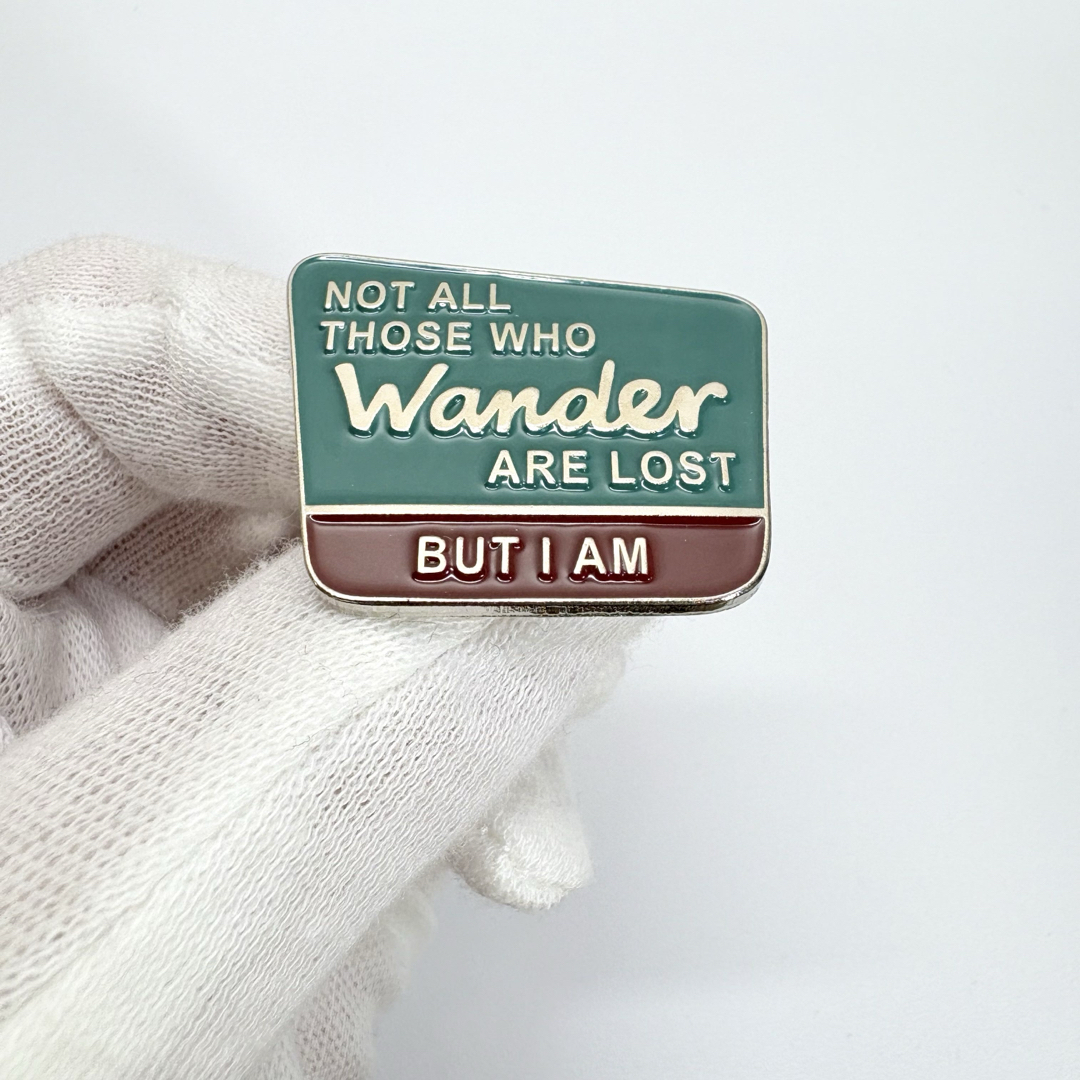 NOT ALL
THOSE WHO
Wander
ARE LOST
BUT I AM